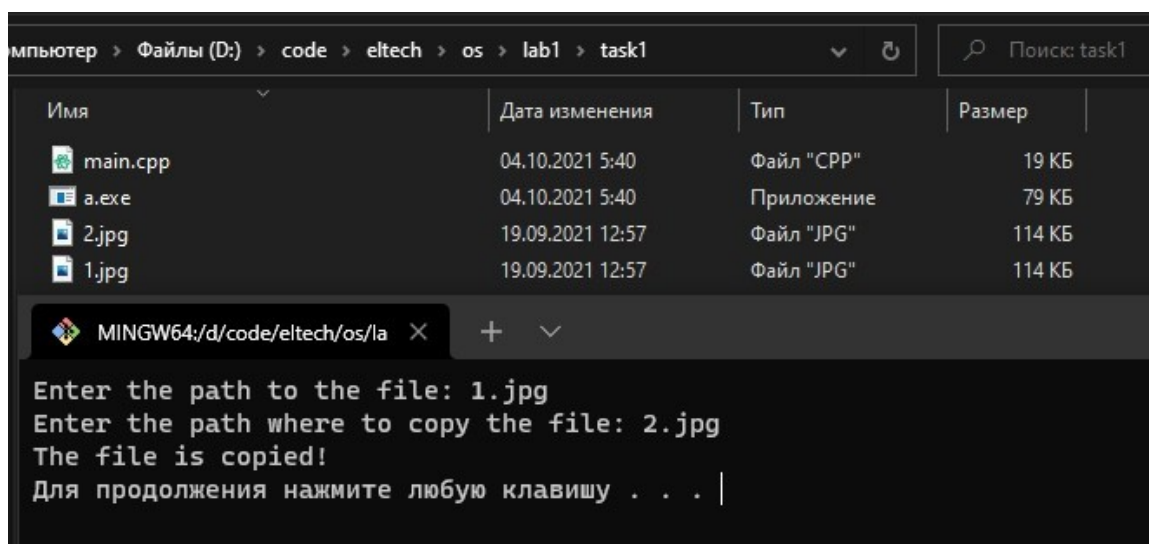 Файлы (D:) > code > eltech > os > lab1 > task1 Поиск: task1
Имя Дата изменения Тип Размер
main.cpp 04.10.2021 5:40 Файл "CPP" 19 КБ
a.exe 04.10.2021 5:40 Приложение 79 КБ
2.jpg 19.09.2021 12:57 Файл "JPG" 114 КБ
1.jpg 19.09.2021 12:57 Файл "JPG" 114 КБ
MINGW64:/d/code/eltech/os/la
Enter the path to the file: 1.jpg
Enter the path where to copy the file: 2.jpg
The file is copied!
Для продолжения нажмите любую клавишу . . .